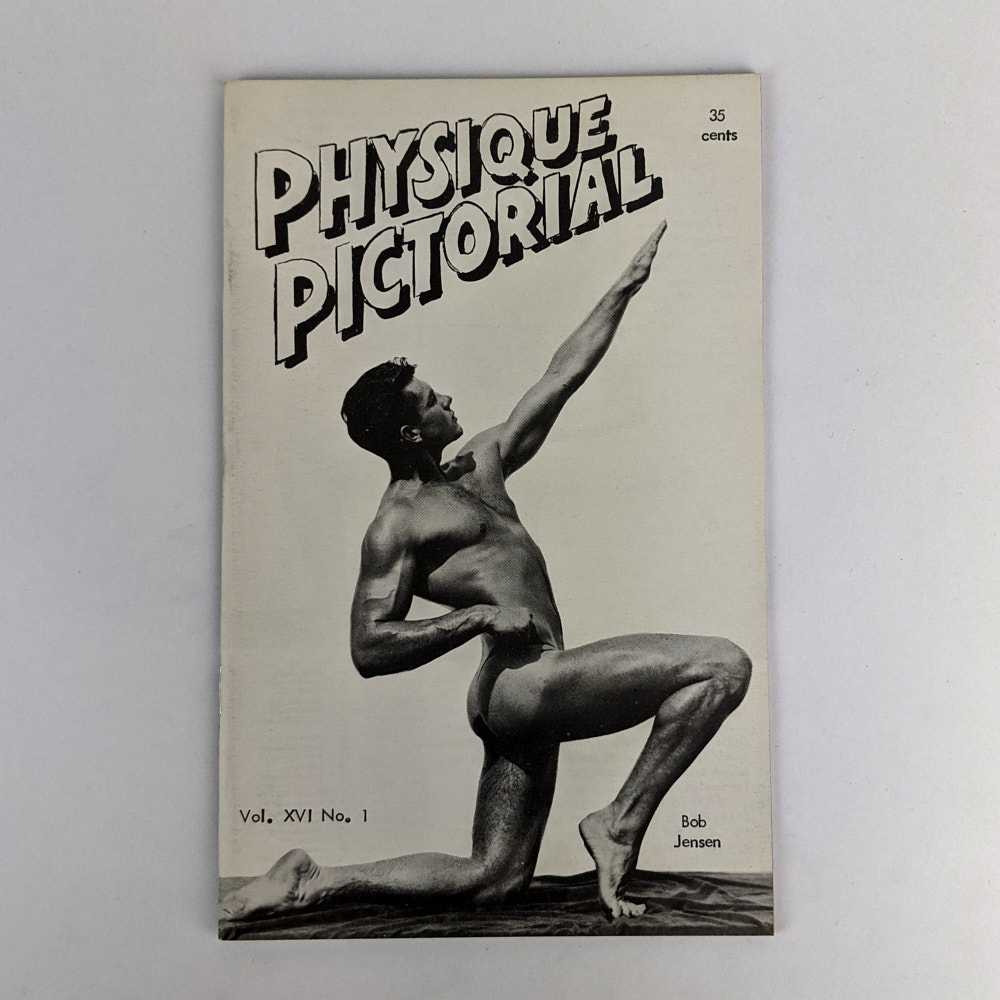 PHYSIQUE
PICTORIAL
35
cents
Vol. XVI No. 1
Bob
Jensen